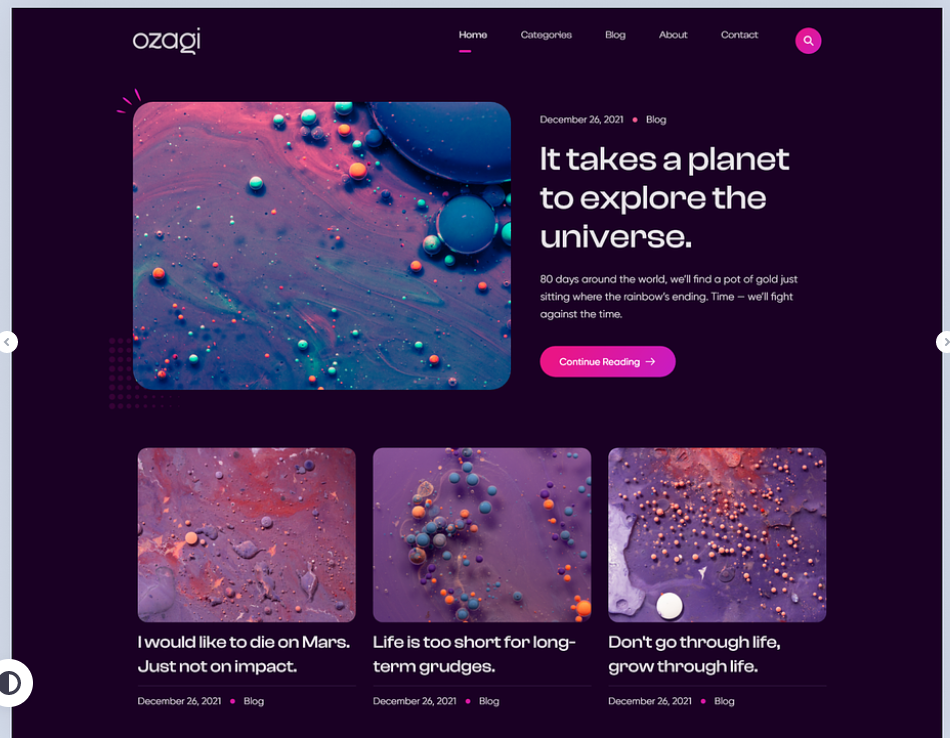 ozagi
Home Categories Blog About Contact
December 26, 2021 Blog
It takes a planet
to explore the
universe.
80 days around the world, we'll find a pot of gold just
sitting where the rainbow's ending. Time — we'll fight
against the time.
Continue Reading →
I would like to die on Mars.
Just not on impact.
December 26, 2021 Blog
Life is too short for long-
term grudges.
December 26, 2021 Blog
Don't go through life,
grow through life.
December 26, 2021 Blog